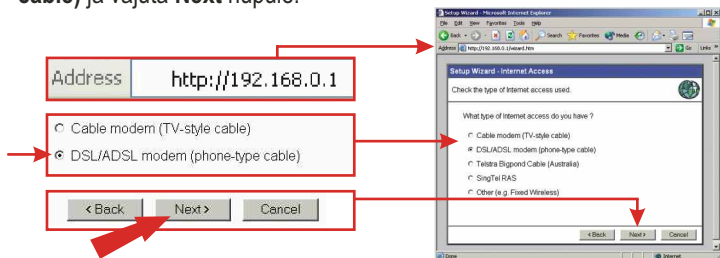 cable) ja vajuta Next nupule.
Address http://192.168.0.1
Cable modem (TV-style cable)
DSL/ADSL modem (phone-type cable)
<Back Next> Cancel
Setup Wizard - Microsoft Internet Explorer
File Edit View Favorites Tools Help
Back Search Favorites Media
Address http://192.168.0.1/wizard.htm Go Links »
Setup Wizard - Internet Access
Check the type of Internet access used.
What type of Internet access do you have ?
Cable modem (TV-style cable)
DSL/ADSL modem (phone-type cable)
Telstra Bigpond Cable (Australia)
SingTel RAS
Other (e.g. Fixed Wireless)
<Back Next> Cancel
Done Internet